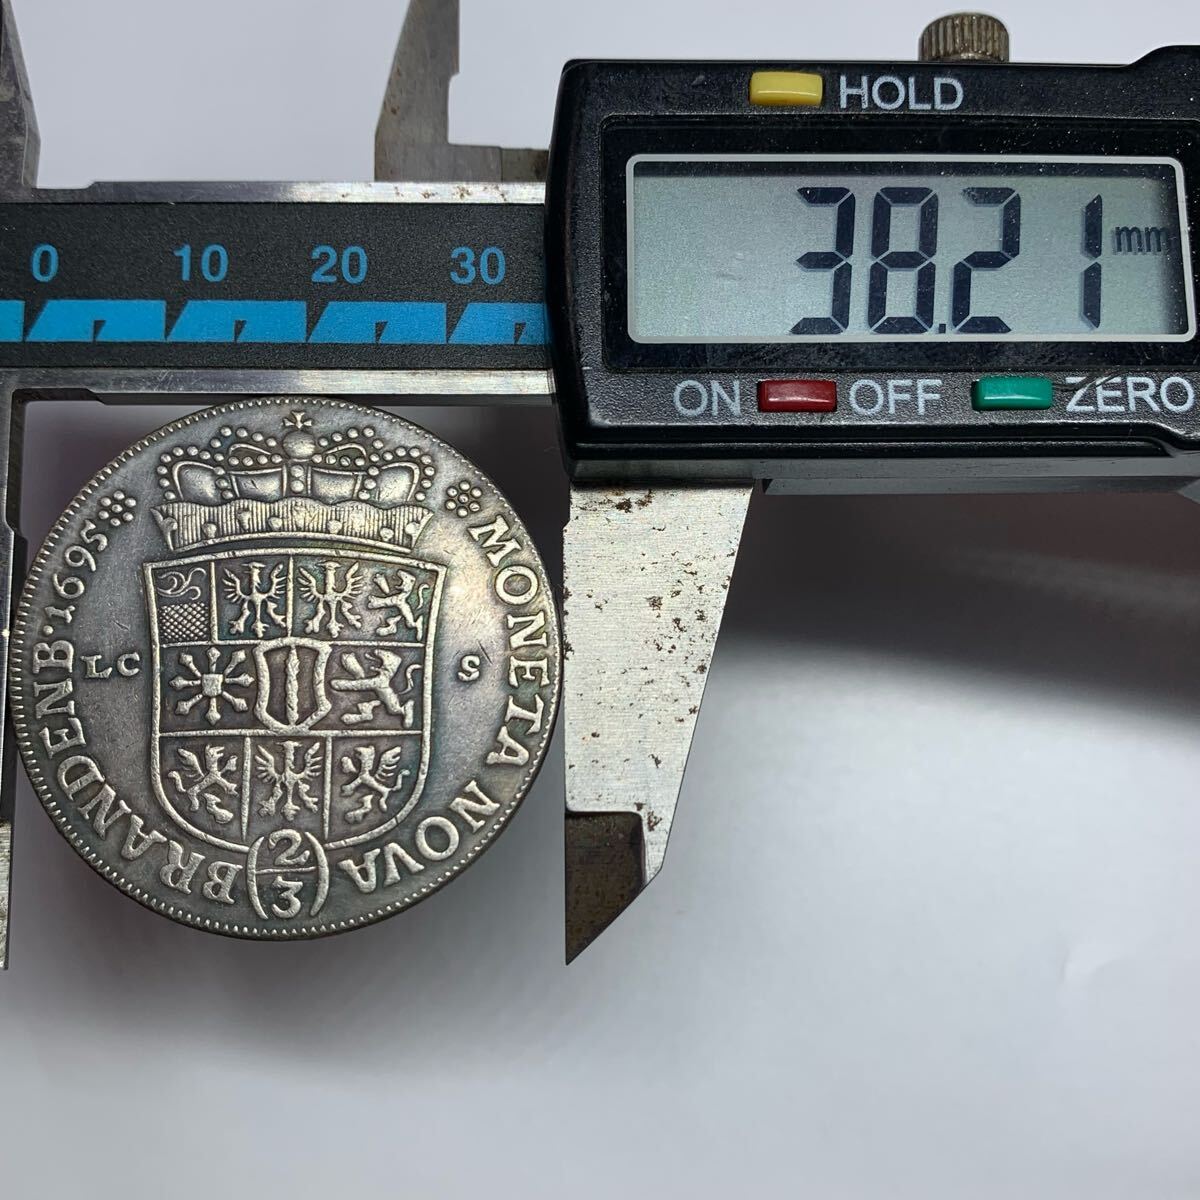 HOLD
38.21 mm
ON OFF ZERO
0 10 20 30
MONETA NOVA BRANDENB·1695
LC S
2
3